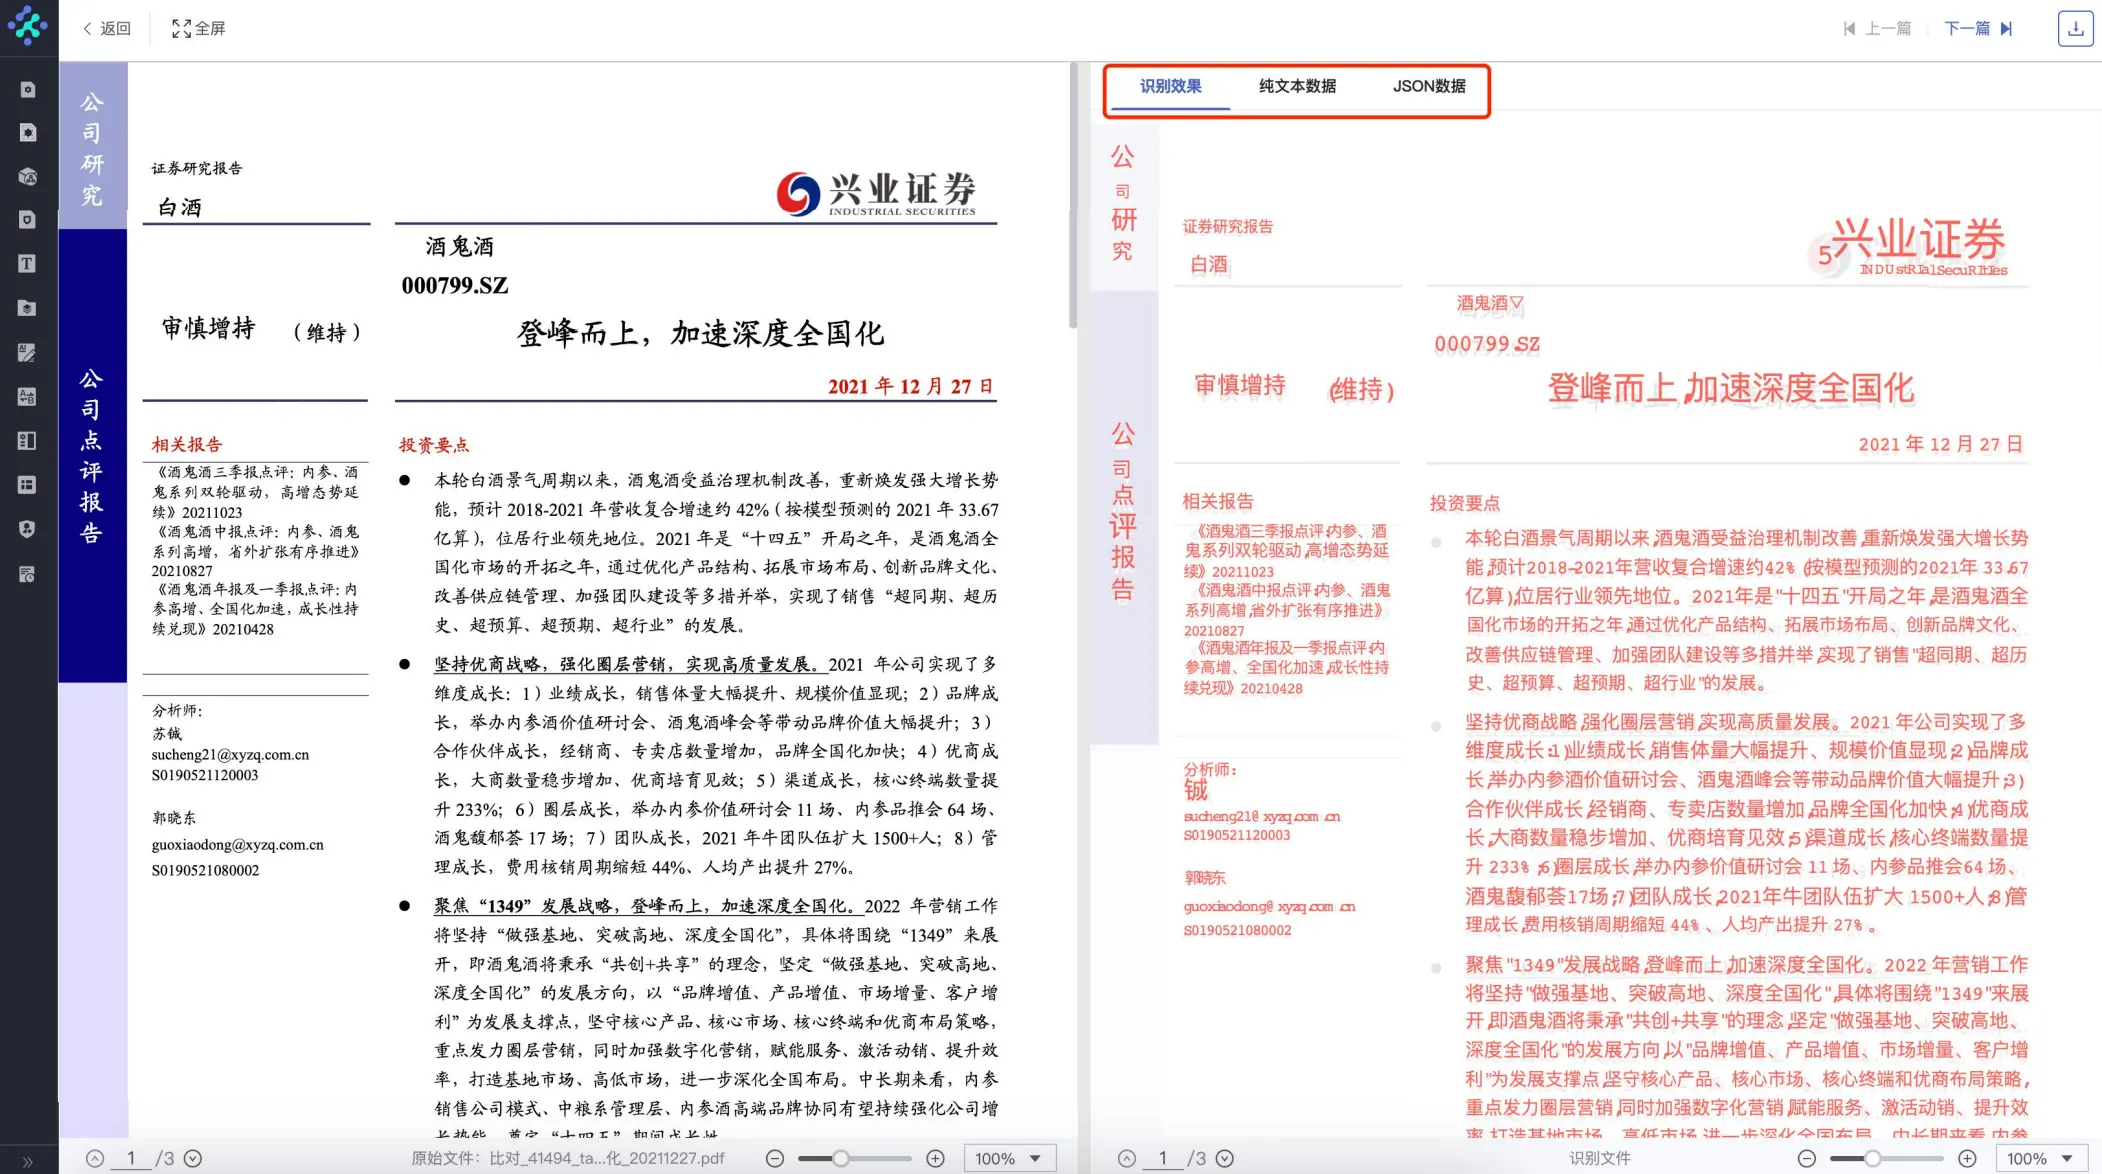 返回
全屏
上一篇
下一篇
公司研究
公司点评报告
证券研究报告
白酒
兴业证券
INDUSTRIAL SECURITIES
酒鬼酒
000799.SZ
审慎增持 (维持)
登峰而上，加速深度全国化
2021 年 12 月 27 日
相关报告
《酒鬼酒三季报点评：内参、酒
鬼系列双轮驱动，高增态势延
续》20211023
《酒鬼酒中报点评：内参、酒鬼
系列高增，省外扩张有序推进》
20210827
《酒鬼酒年报及一季报点评：内
参高增、全国化加速，成长性持
续兑现》20210428
分析师：
苏铖
sucheng21@xyzq.com.cn
S0190521120003
郭晓东
guoxiaodong@xyzq.com.cn
S0190521080002
投资要点
● 本轮白酒景气周期以来，酒鬼酒受益治理机制改善，重新焕发强大增长势
能，预计 2018-2021 年营收复合增速约 42%（按模型预测的 2021 年 33.67
亿算），位居行业领先地位。2021 年是“十四五”开局之年，是酒鬼酒全
国化市场的开拓之年，通过优化产品结构、拓展市场布局、创新品牌文化、
改善供应链管理、加强团队建设等多措并举，实现了销售“超同期、超历
史、超预算、超预期、超行业”的发展。
● 坚持优商战略，强化圈层营销，实现高质量发展。2021 年公司实现了多
维度成长：1）业绩成长，销售体量大幅提升、规模价值显现；2）品牌成
长，举办内参酒价值研讨会、酒鬼酒峰会等带动品牌价值大幅提升；3）
合作伙伴成长，经销商、专卖店数量增加，品牌全国化加快；4）优商成
长，大商数量稳步增加、优商培育见效；5）渠道成长，核心终端数量提
升 233%；6）圈层成长，举办内参价值研讨会 11 场、内参品推会 64 场、
酒鬼馥郁荟 17 场；7）团队成长，2021 年牛团队伍扩大 1500+人；8）管
理成长，费用核销周期缩短 44%、人均产出提升 27%。
● 聚焦“1349”发展战略，登峰而上，加速深度全国化。2022 年营销工作
将坚持“做强基地、突破高地、深度全国化”，具体将围绕“1349”来展
开，即酒鬼酒将秉承“共创+共享”的理念，坚定“做强基地、突破高地、
深度全国化”的发展方向，以“品牌增值、产品增值、市场增量、客户增
利”为发展支撑点，坚守核心产品、核心市场、核心终端和优商布局策略，
重点发力圈层营销，同时加强数字化营销，赋能服务、激活动销、提升效
率，打造基地市场、高低市场，进一步深化全国布局。中长期来看，内参
销售公司模式、中粮系管理层、内参酒高端品牌协同有望持续强化公司增
1 /3
原始文件：比对_41494_ta...化_20211227.pdf
100%
识别效果
纯文本数据
JSON数据
公司研究
公司点评报告
证券研究报告
白酒
5兴业证券
INDUstRIalSecuRIties
酒鬼酒▽
000799.SZ
审慎增持 (维持)
登峰而上,加速深度全国化
2021 年 12 月 27 日
相关报告
《酒鬼酒三季报点评:内参、酒
鬼系列双轮驱动,高增态势延
续》20211023
《酒鬼酒中报点评:内参、酒鬼
系列高增,省外扩张有序推进》
20210827
《酒鬼酒年报及一季报点评:内
参高增、全国化加速,成长性持
续兑现》20210428
分析师：
铖
sucheng21@xyzq.com.cn
S0190521120003
郭晓东
guoxiaodong@xyzq.com.cn
S0190521080002
投资要点
本轮白酒景气周期以来,酒鬼酒受益治理机制改善,重新焕发强大增长势
能,预计2018-2021年营收复合增速约42%(按模型预测的2021年 33.67
亿算),位居行业领先地位。2021年是"十四五"开局之年,是酒鬼酒全
国化市场的开拓之年,通过优化产品结构、拓展市场布局、创新品牌文化、
改善供应链管理、加强团队建设等多措并举,实现了销售"超同期、超历
史、超预算、超预期、超行业"的发展。
坚持优商战略,强化圈层营销,实现高质量发展。2021 年公司实现了多
维度成长:1)业绩成长,销售体量大幅提升、规模价值显现;2)品牌成
长,举办内参酒价值研讨会、酒鬼酒峰会等带动品牌价值大幅提升;3)
合作伙伴成长,经销商、专卖店数量增加,品牌全国化加快;4)优商成
长,大商数量稳步增加、优商培育见效;5)渠道成长,核心终端数量提
升 233%;6)圈层成长,举办内参价值研讨会 11 场、内参品推会64 场、
酒鬼馥郁荟17场;7)团队成长,2021年牛团队伍扩大 1500+人;8)管
理成长,费用核销周期缩短 44%、人均产出提升 27%。
聚焦"1349"发展战略,登峰而上,加速深度全国化。2022 年营销工作
将坚持"做强基地、突破高地、深度全国化",具体将围绕"1349"来展
开,即酒鬼酒将秉承"共创+共享"的理念,坚定"做强基地、突破高地、
深度全国化"的发展方向,以"品牌增值、产品增值、市场增量、客户增
利"为发展支撑点,坚守核心产品、核心市场、核心终端和优商布局策略,
重点发力圈层营销,同时加强数字化营销,赋能服务、激活动销、提升效
1 /3
识别文件
100%